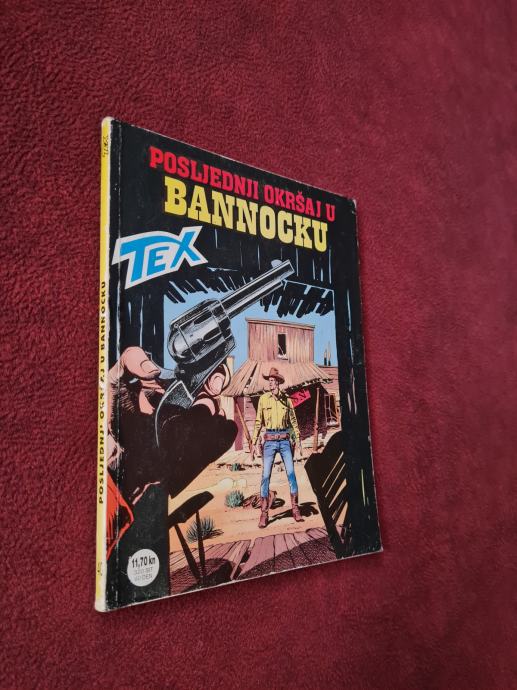 POSLJEDNJI OKRŠAJ U
BANNOCKU
TEX
11,70 kn
POSLJEDNJI OKRŠAJ U BANNOCKU